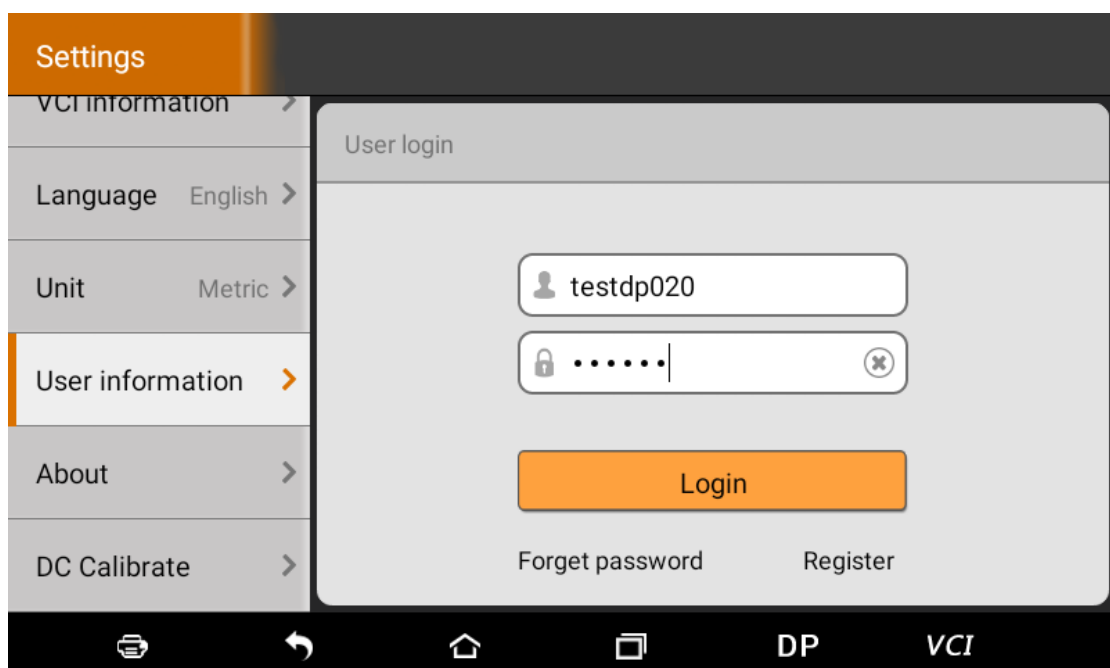 Settings
VCI information
Language English
Unit Metric
User information
About
DC Calibrate
User login
testdp020
••••••
Login
Forget password Register
DP VCI